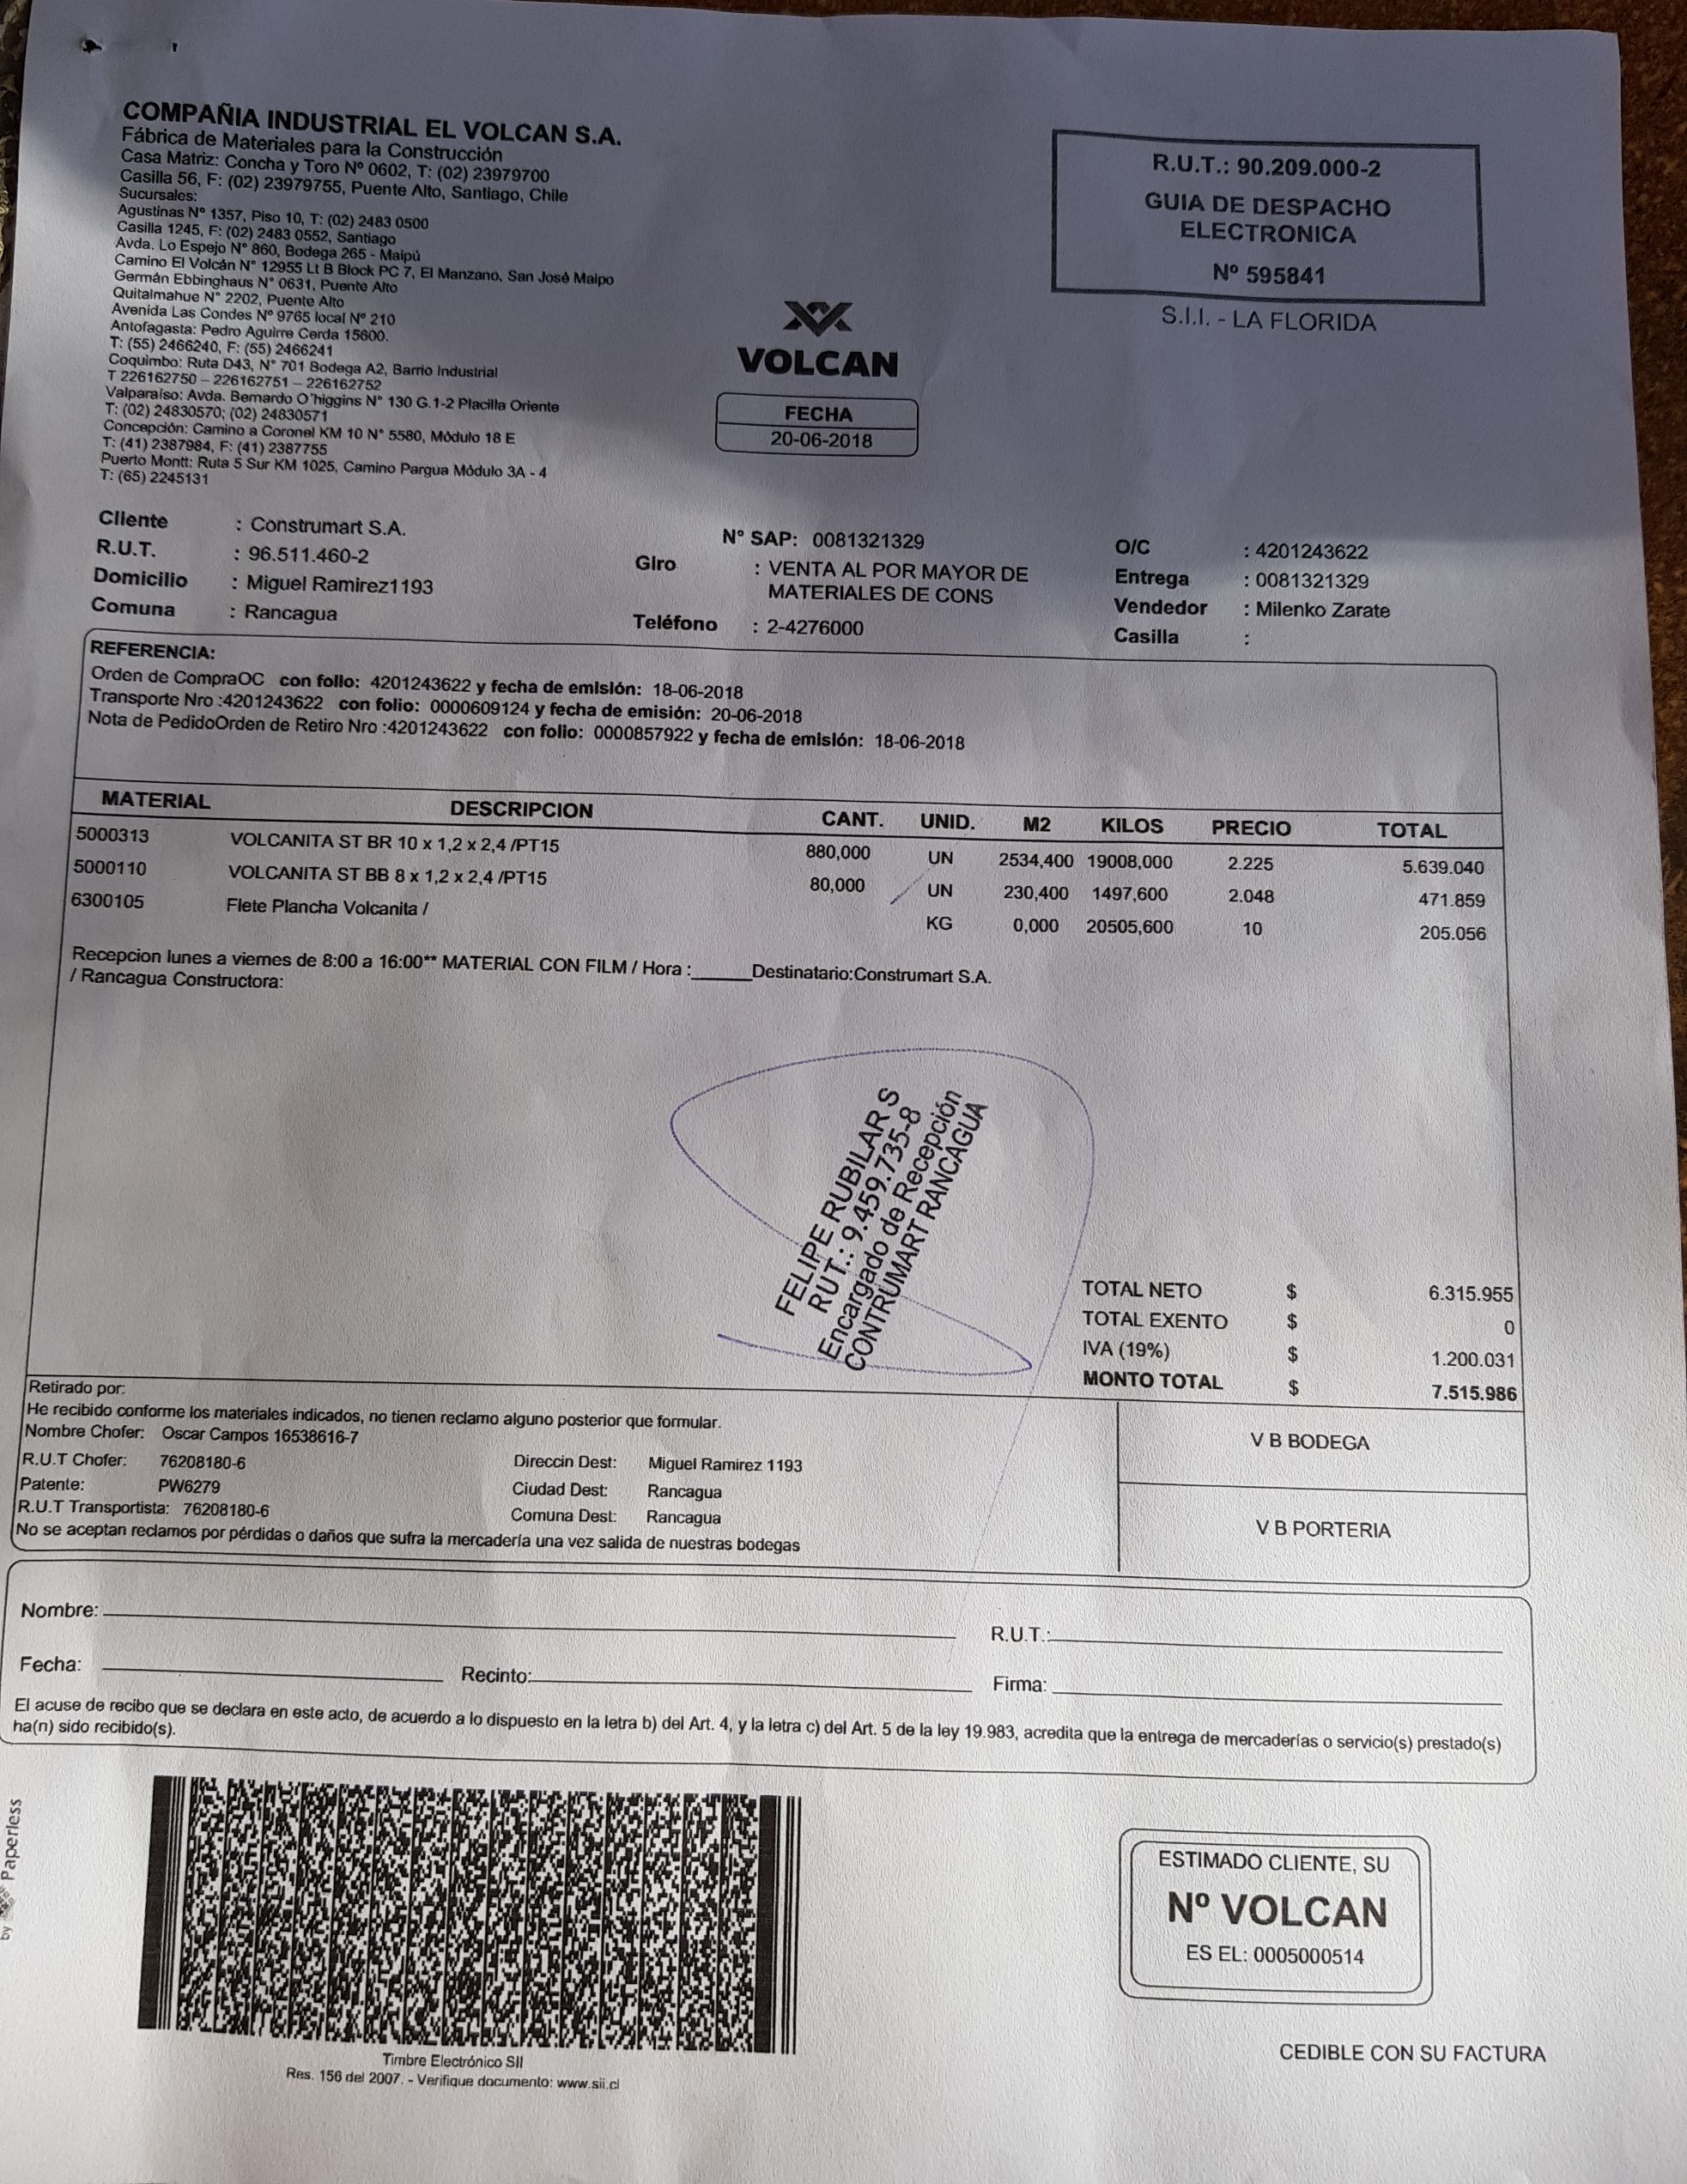 COMPAÑIA INDUSTRIAL EL VOLCAN S.A.
Fábrica de Materiales para la Construcción
Casa Matriz: Concha y Toro Nº 0602, T: (02) 23979700
Casilla 56, F: (02) 23979755, Puente Alto, Santiago, Chile
Sucursales:
Agustinas Nº 1357, Piso 10, T: (02) 2483 0500
Casilla 1245, F: (02) 2483 0552, Santiago
Avda. Lo Espejo N° 860, Bodega 265 - Maipú
Camino El Volcán N° 12955 Lt B Block PC 7, El Manzano, San José Maipo
Germán Ebbinghaus N° 0631, Puente Alto
Quitalmahue N° 2202, Puente Alto
Avenida Las Condes Nº 9765 local Nº 210
Antofagasta: Pedro Aguirre Cerda 15600.
T: (55) 2466240, F: (55) 2466241
Coquimbo: Ruta D43, N° 701 Bodega A2, Barrio Industrial
T 226162750 – 226162751 – 226162752
Valparaíso: Avda. Bernardo O'higgins N° 130 G.1-2 Placilla Oriente
T: (02) 24830570; (02) 24830571
Concepción: Camino a Coronel KM 10 N° 5580, Módulo 18 E
T: (41) 2387984, F: (41) 2387755
Puerto Montt: Ruta 5 Sur KM 1025, Camino Pargua Módulo 3A - 4
T: (65) 2245131
VOLCAN
FECHA
20-06-2018
R.U.T.: 90.209.000-2
GUIA DE DESPACHO
ELECTRONICA
Nº 595841
S.I.I. - LA FLORIDA
Cliente : Construmart S.A.
R.U.T. : 96.511.460-2
Domicilio : Miguel Ramirez1193
Comuna : Rancagua
Nº SAP: 0081321329
Giro : VENTA AL POR MAYOR DE
MATERIALES DE CONS
Teléfono : 2-4276000
O/C : 4201243622
Entrega : 0081321329
Vendedor : Milenko Zarate
Casilla :
REFERENCIA:
Orden de CompraOC con folio: 4201243622 y fecha de emisión: 18-06-2018
Transporte Nro :4201243622 con folio: 0000609124 y fecha de emisión: 20-06-2018
Nota de PedidoOrden de Retiro Nro :4201243622 con folio: 0000857922 y fecha de emisión: 18-06-2018
MATERIAL DESCRIPCION CANT. UNID. M2 KILOS PRECIO TOTAL
5000313 VOLCANITA ST BR 10 x 1,2 x 2,4 /PT15 880,000 UN 2534,400 19008,000 2.225 5.639.040
5000110 VOLCANITA ST BB 8 x 1,2 x 2,4 /PT15 80,000 UN 230,400 1497,600 2.048 471.859
6300105 Flete Plancha Volcanita / KG 0,000 20505,600 10 205.056
Recepcion lunes a viernes de 8:00 a 16:00** MATERIAL CON FILM / Hora :______Destinatario:Construmart S.A.
/ Rancagua Constructora:
FELIPE RUBILAR S
RUT.: 9.459.735-8
Encargado de Recepción
CONTRUMART RANCAGUA
TOTAL NETO $ 6.315.955
TOTAL EXENTO $ 0
IVA (19%) $ 1.200.031
MONTO TOTAL $ 7.515.986
Retirado por:
He recibido conforme los materiales indicados, no tienen reclamo alguno posterior que formular.
Nombre Chofer: Oscar Campos 16538616-7
R.U.T Chofer: 76208180-6 Direccin Dest: Miguel Ramirez 1193
Patente: PW6279 Ciudad Dest: Rancagua
R.U.T Transportista: 76208180-6 Comuna Dest: Rancagua
No se aceptan reclamos por pérdidas o daños que sufra la mercadería una vez salida de nuestras bodegas
V B BODEGA
V B PORTERIA
Nombre: R.U.T.:
Fecha: Recinto: Firma:
El acuse de recibo que se declara en este acto, de acuerdo a lo dispuesto en la letra b) del Art. 4, y la letra c) del Art. 5 de la ley 19.983, acredita que la entrega de mercaderías o servicio(s) prestado(s)
ha(n) sido recibido(s).
by Paperless
Timbre Electrónico SII
Res. 156 del 2007. - Verifique documento: www.sii.cl
ESTIMADO CLIENTE, SU
Nº VOLCAN
ES EL: 0005000514
CEDIBLE CON SU FACTURA